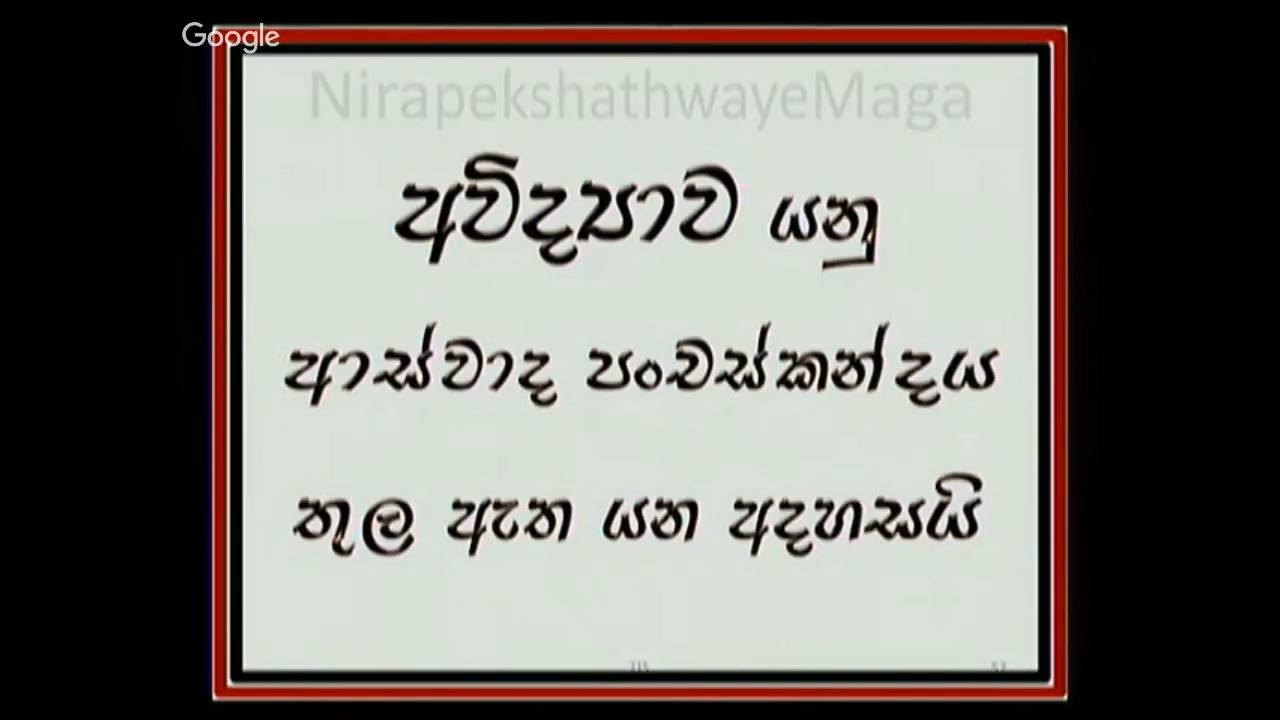 Google
NirapekshathwayeMaga
අවිද්‍යාව යනු
ආස්වාද පංචස්කන්දය
තුල ඇත යන අදහසයි